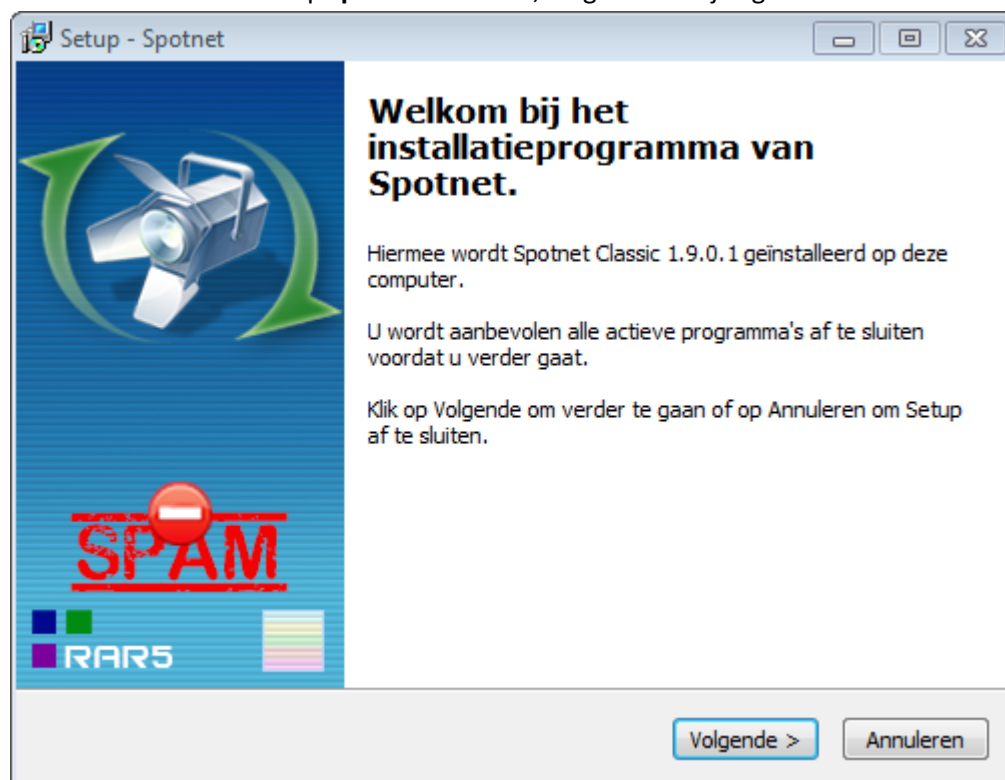 Setup - Spotnet
Welkom bij het
installatieprogramma van
Spotnet.
Hiermee wordt Spotnet Classic 1.9.0.1 geïnstalleerd op deze
computer.
U wordt aanbevolen alle actieve programma's af te sluiten
voordat u verder gaat.
Klik op Volgende om verder te gaan of op Annuleren om Setup
af te sluiten.
SPAM
RAR5
Volgende >
Annuleren